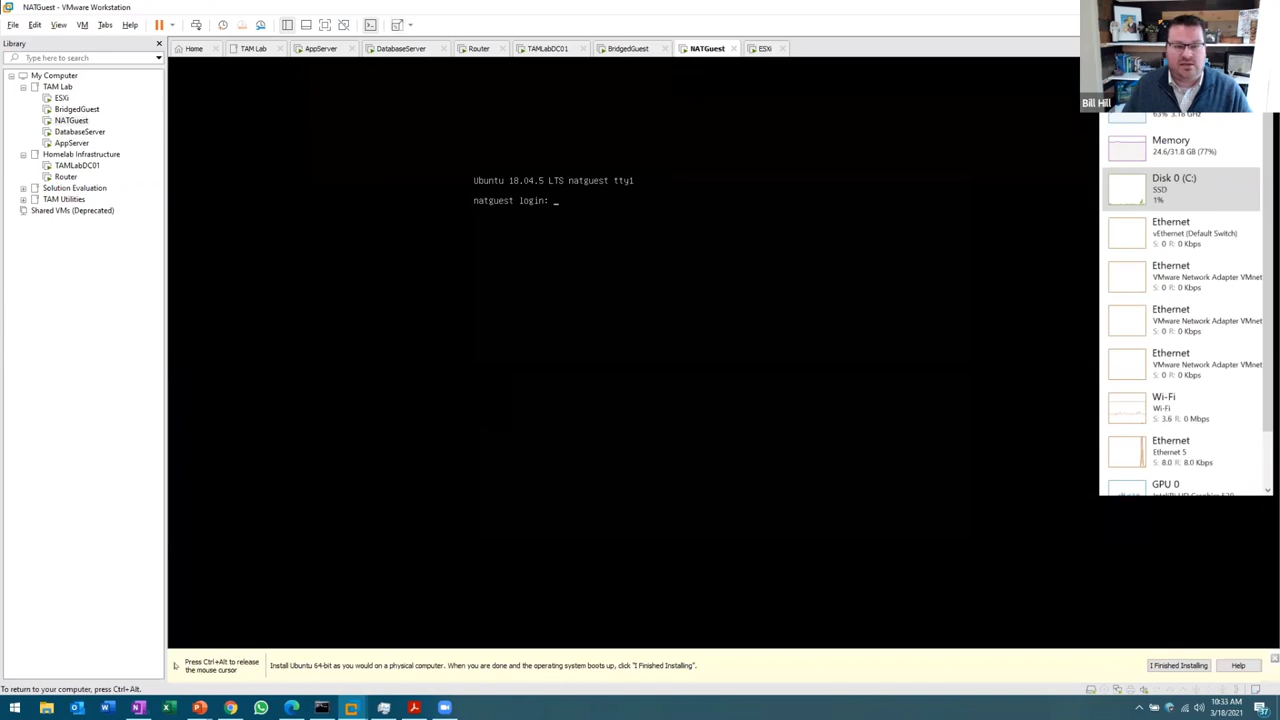 NATGuest - VMware Workstation
File Edit View VM Tabs Help
Library
Type here to search
My Computer
TAM Lab
ESXi
BridgedGuest
NATGuest
DatabaseServer
AppServer
Homelab Infrastructure
TAMLabDC01
Router
Solution Evaluation
TAM Utilities
Shared VMs (Deprecated)
Home TAM Lab AppServer DatabaseServer Router TAMLabDC01 BridgedGuest NATGuest ESXi
Ubuntu 18.04.5 LTS natguest tty1
natguest login: _
Bill Hill
63% 3.18 GHz
Memory
24.6/31.8 GB (77%)
Disk 0 (C:)
SSD
1%
Ethernet
vEthernet (Default Switch)
S: 0 R: 0 Kbps
Ethernet
VMware Network Adapter VMnet
S: 0 R: 0 Kbps
Ethernet
VMware Network Adapter VMnet
S: 0 R: 0 Kbps
Ethernet
VMware Network Adapter VMnet
S: 0 R: 0 Kbps
Wi-Fi
Wi-Fi
S: 3.6 R: 0 Mbps
Ethernet
Ethernet 5
S: 8.0 R: 8.0 Kbps
GPU 0
Press Ctrl+Alt to release
the mouse cursor
Install Ubuntu 64-bit as you would on a physical computer. When you are done and the operating system boots up, click "I Finished Installing".
I Finished Installing Help
To return to your computer, press Ctrl+Alt.
10:33 AM
3/18/2021
37